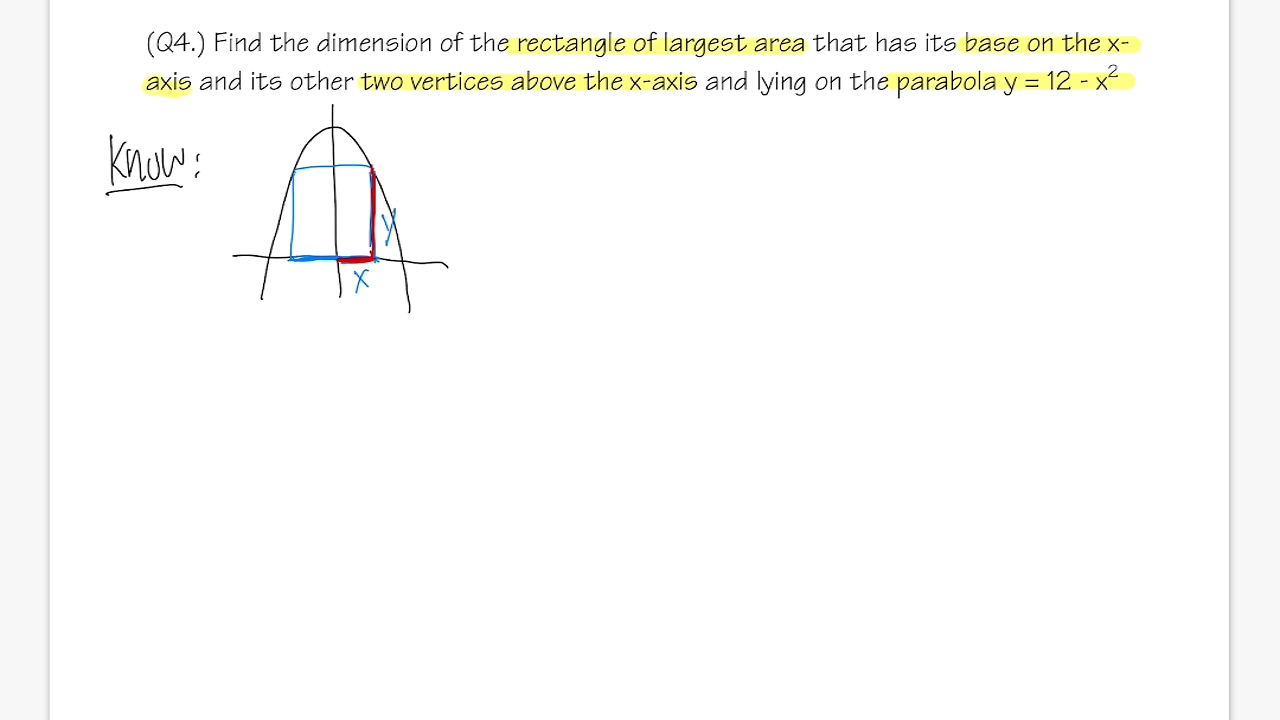 (Q4.) Find the dimension of the rectangle of largest area that has its base on the x-
axis and its other two vertices above the x-axis and lying on the parabola y = 12 - x²
Know:
y
x